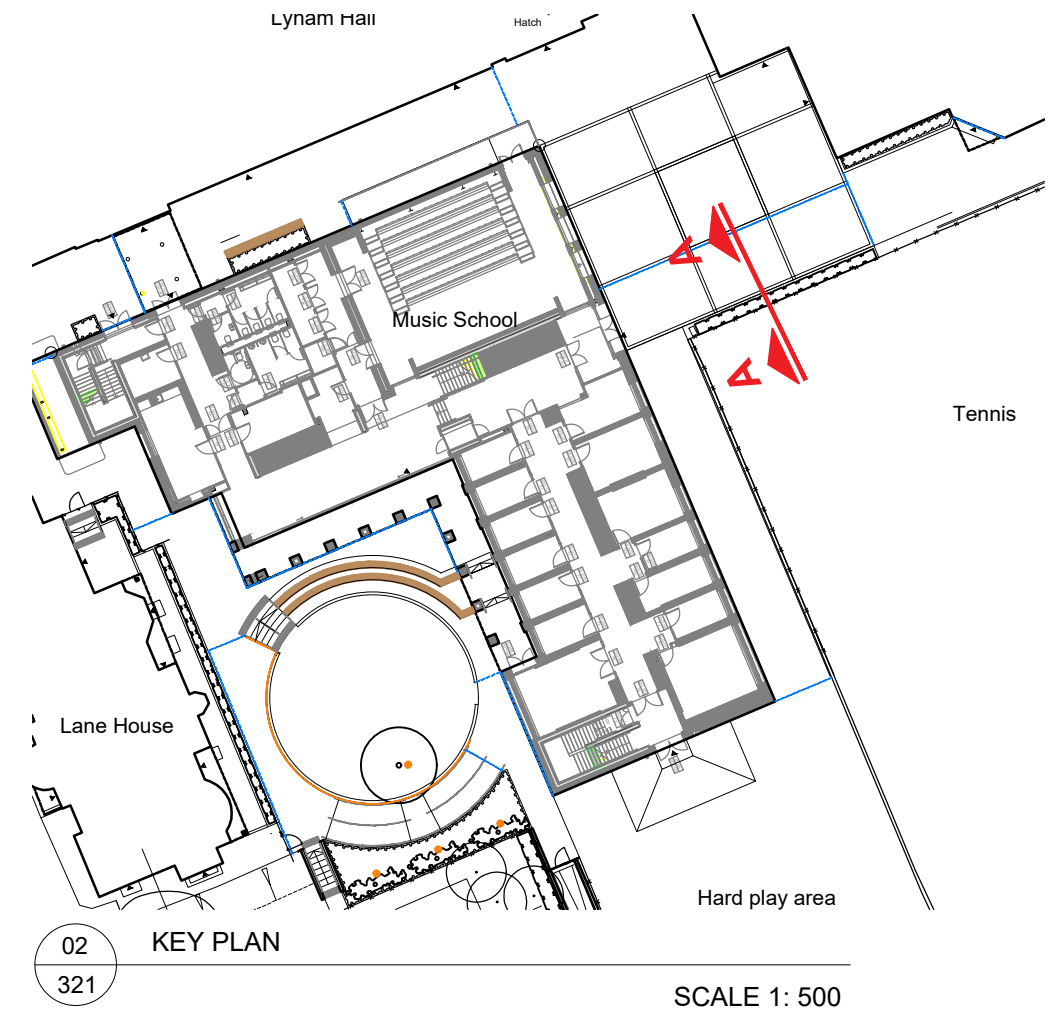 Lynam Hall
Hatch
Music School
A
A
Tennis
Lane House
Hard play area
02
321
KEY PLAN
SCALE 1: 500